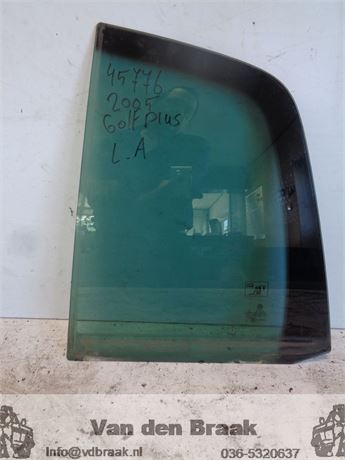 45776
2005
Golf Plus
L.A
Van den Braak
Info@vdbraak.nl
036-5320637